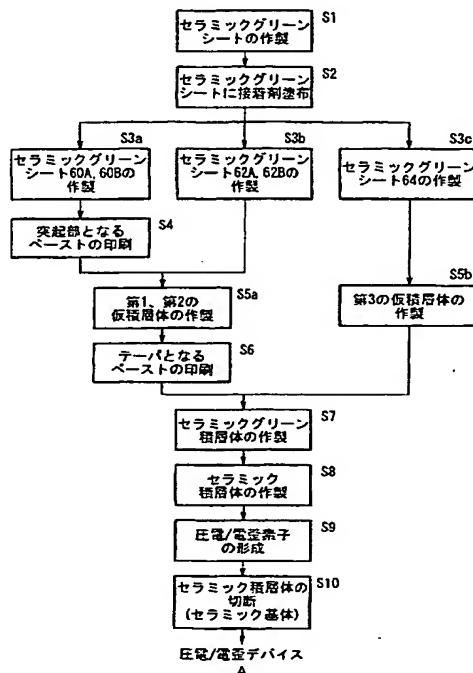 S1
セラミックグリーン
シートの作製
S2
セラミックグリーン
シートに接着剤塗布
S3a
セラミックグリーン
シート60A,60Bの
作製
S3b
セラミックグリーン
シート62A,62Bの
作製
S3c
セラミックグリーン
シート64の作製
S4
突起部となる
ペーストの印刷
S5a
第1、第2の
仮積層体の作製
S5b
第3の仮積層体の
作製
S6
テーパとなる
ペーストの印刷
S7
セラミックグリーン
積層体の作製
S8
セラミック
積層体の作製
S9
圧電/電歪素子
の形成
S10
セラミック積層体の
切断
(セラミック基体)
圧電/電歪デバイス